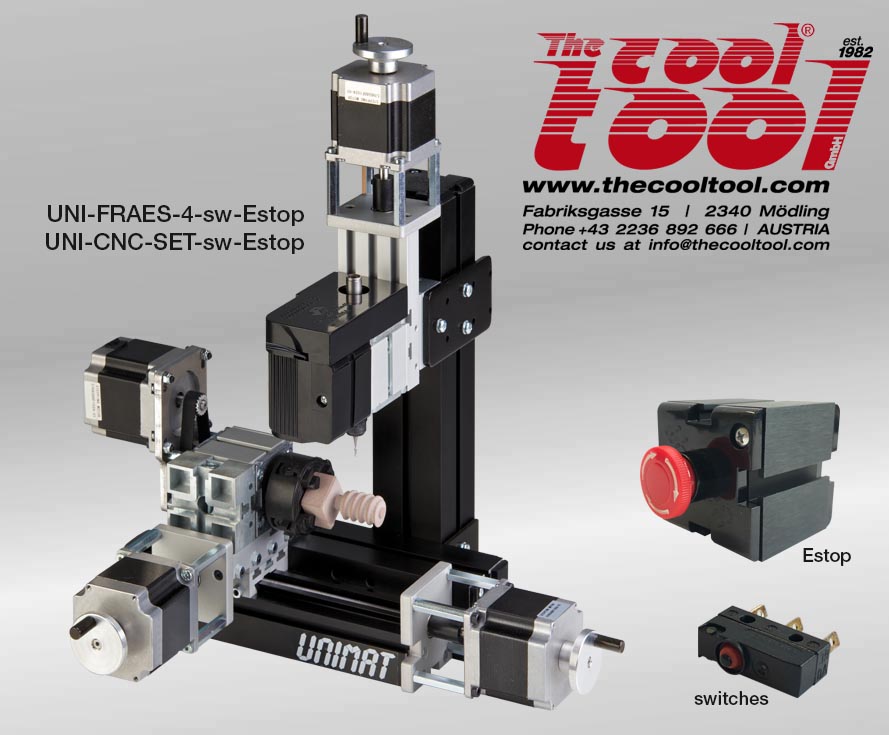 The
cool®
tool
GmbH
est.
1982
www.thecooltool.com
Fabriksgasse 15 | 2340 Mödling
Phone +43 2236 892 666 | AUSTRIA
contact us at info@thecooltool.com
UNI-FRAES-4-sw-Estop
UNI-CNC-SET-sw-Estop
UNIMAT
Estop
switches